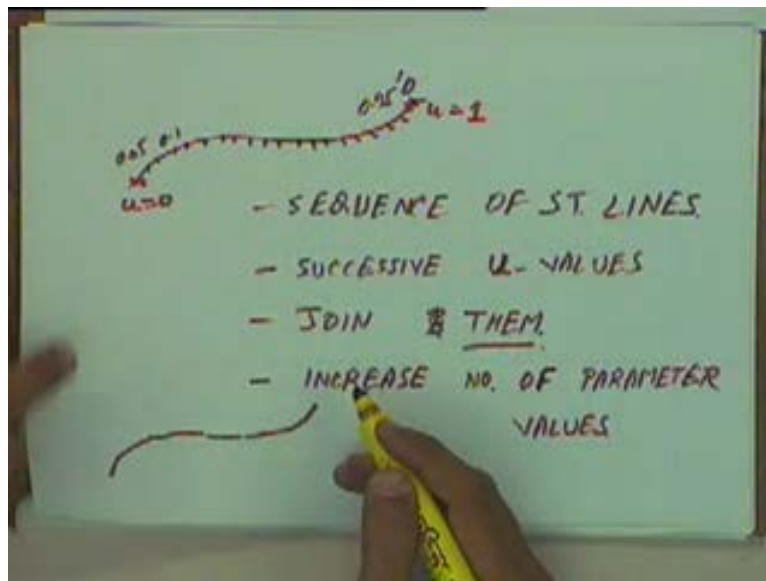 0.05 0.1
0.95 1.0
u=0
u=1
- SEQUENCE OF ST. LINES.
- SUCCESSIVE U-VALUES
- JOIN THEM.
- INCREASE NO. OF PARAMETER
VALUES